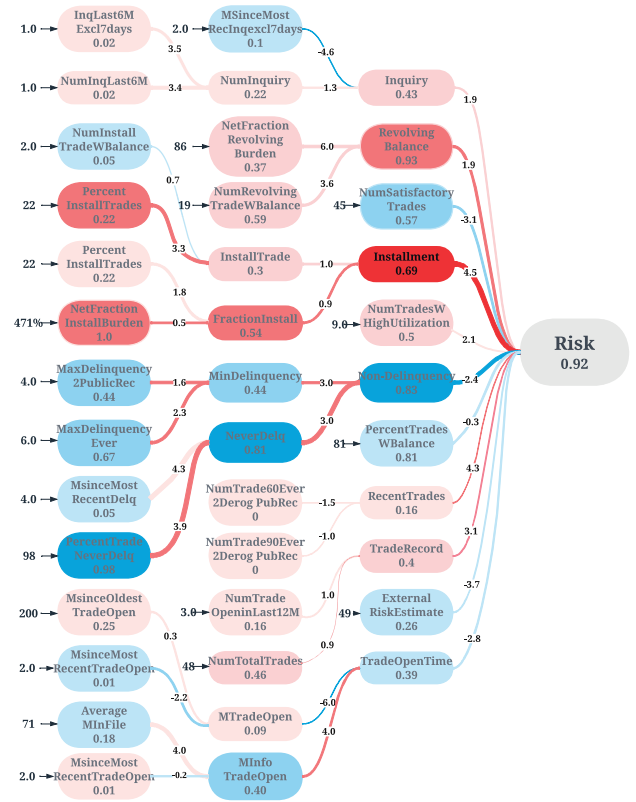 1.0
InqLast6M
Excl7days
0.02
3.5
2.0
MSinceMost
RecInqexcl7days
0.1
-4.6
1.0
NumInqLast6M
0.02
3.4
NumInquiry
0.22
1.3
Inquiry
0.43
1.9
2.0
NumInstall
TradeWBalance
0.05
0.7
86
NetFraction
Revolving
Burden
0.37
6.0
Revolving
Balance
0.93
1.9
22
Percent
InstallTrades
0.22
3.3
19
NumRevolving
TradeWBalance
0.59
3.6
45
NumSatisfactory
Trades
0.57
-3.1
22
Percent
InstallTrades
0.22
1.8
InstallTrade
0.3
1.0
Installment
0.69
4.5
471%
NetFraction
InstallBurden
1.0
0.5
FractionInstall
0.54
0.9
9.0
NumTradesW
HighUtilization
0.5
2.1
Risk
0.92
4.0
MaxDelinquency
2PublicRec
0.44
1.6
MinDelinquency
0.44
3.0
Non-Delinquency
0.83
-2.4
6.0
MaxDelinquency
Ever
0.67
2.3
NeverDelq
0.81
3.0
81
PercentTrades
WBalance
0.81
-0.3
4.0
MsinceMost
RecentDelq
0.05
4.3
NumTrade60Ever
2Derog PubRec
0
-1.5
RecentTrades
0.16
4.3
98
PercentTrade
NeverDelq
0.98
3.9
NumTrade90Ever
2Derog PubRec
0
-1.0
TradeRecord
0.4
3.1
200
MsinceOldest
TradeOpen
0.25
0.3
3.0
NumTrade
OpeninLast12M
0.16
1.0
49
External
RiskEstimate
0.26
-3.7
2.0
MsinceMost
RecentTradeOpen
0.01
-2.2
48
NumTotalTrades
0.46
0.9
TradeOpenTime
0.39
-2.8
71
Average
MInFile
0.18
4.0
MTradeOpen
0.09
-6.0
2.0
MsinceMost
RecentTradeOpen
0.01
-0.2
MInfo
TradeOpen
0.40
4.0